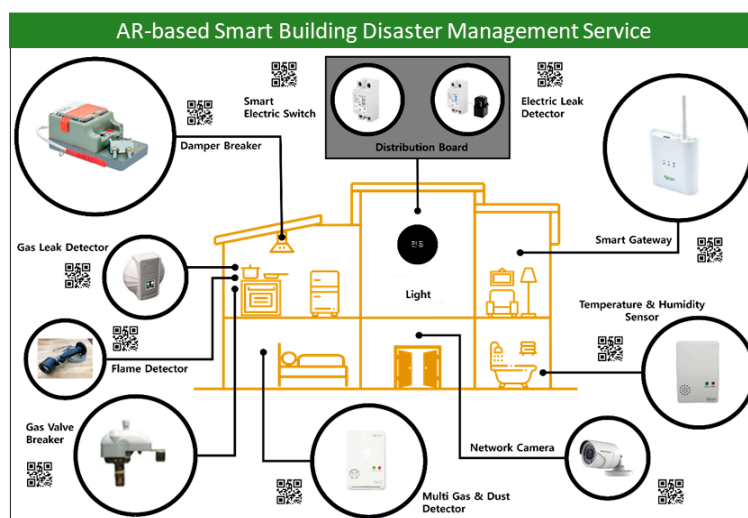 AR-based Smart Building Disaster Management Service
Smart
Electric Switch
Electric Leak
Detector
Damper Breaker
Distribution Board
Gas Leak Detector
전등
Smart Gateway
Light
Temperature & Humidity
Sensor
Flame Detector
Gas Valve
Breaker
Network Camera
Multi Gas & Dust
Detector